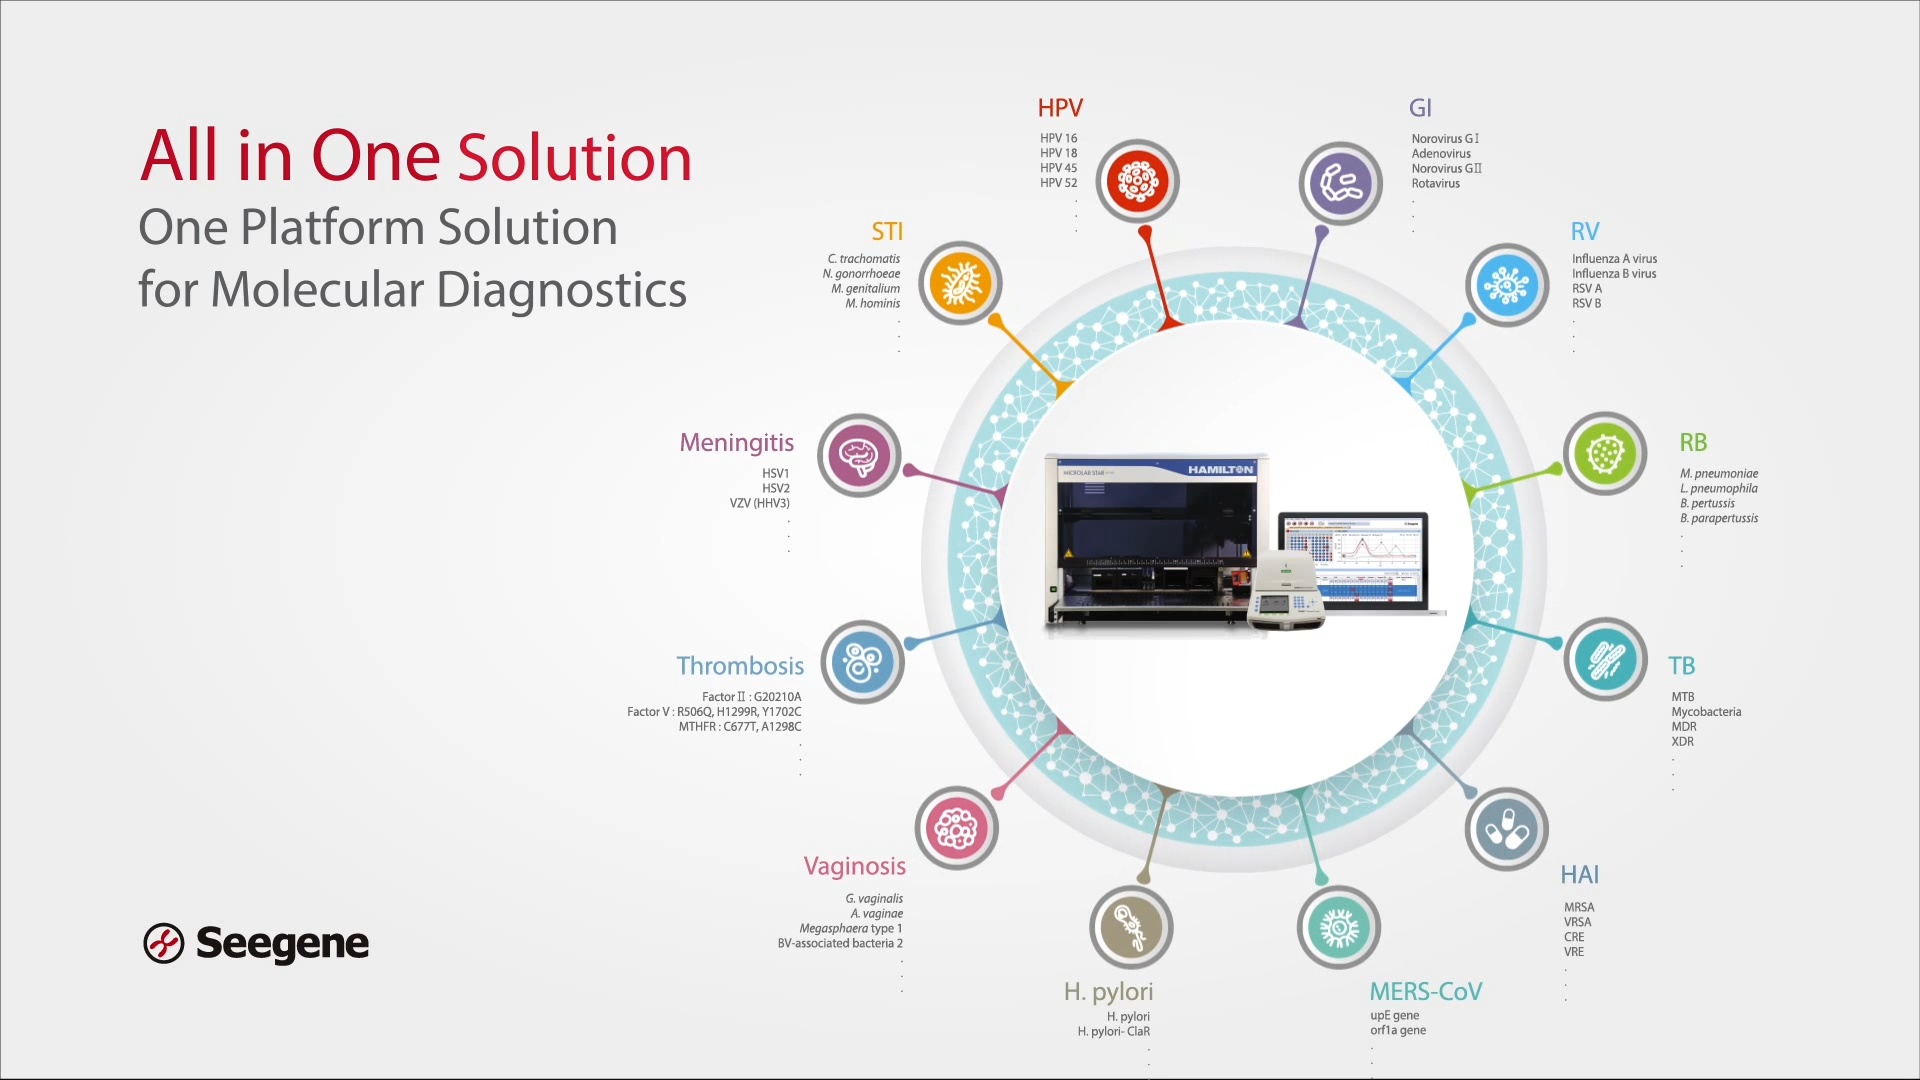 All in One Solution
One Platform Solution
for Molecular Diagnostics
HPV
HPV 16
HPV 18
HPV 45
HPV 52
GI
Norovirus GⅠ
Adenovirus
Norovirus GⅡ
Rotavirus
STI
C. trachomatis
N. gonorrhoeae
M. genitalium
M. hominis
RV
Influenza A virus
Influenza B virus
RSV A
RSV B
Meningitis
HSV1
HSV2
VZV (HHV3)
RB
M. pneumoniae
L. pneumophila
B. pertussis
B. parapertussis
MICROLAB STAR
HAMILTON
Seegene
Thrombosis
Factor Ⅱ : G20210A
Factor V : R506Q, H1299R, Y1702C
MTHFR : C677T, A1298C
TB
MTB
Mycobacteria
MDR
XDR
Vaginosis
G. vaginalis
A. vaginae
Megasphaera type 1
BV-associated bacteria 2
HAI
MRSA
VRSA
CRE
VRE
H. pylori
H. pylori
H. pylori- ClaR
MERS-CoV
upE gene
orf1a gene
Seegene